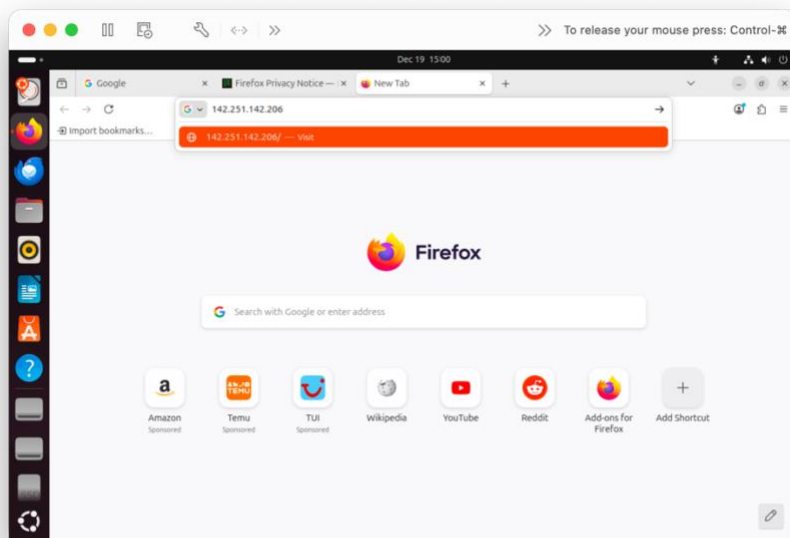 To release your mouse press: Control-⌘
Dec 19 15:00
Google
Firefox Privacy Notice —
New Tab
142.251.142.206
Import bookmarks...
142.251.142.206/ — Visit
Firefox
Search with Google or enter address
Amazon
Sponsored
Temu
Sponsored
TUI
Sponsored
Wikipedia
YouTube
Reddit
Add-ons for
Firefox
Add Shortcut